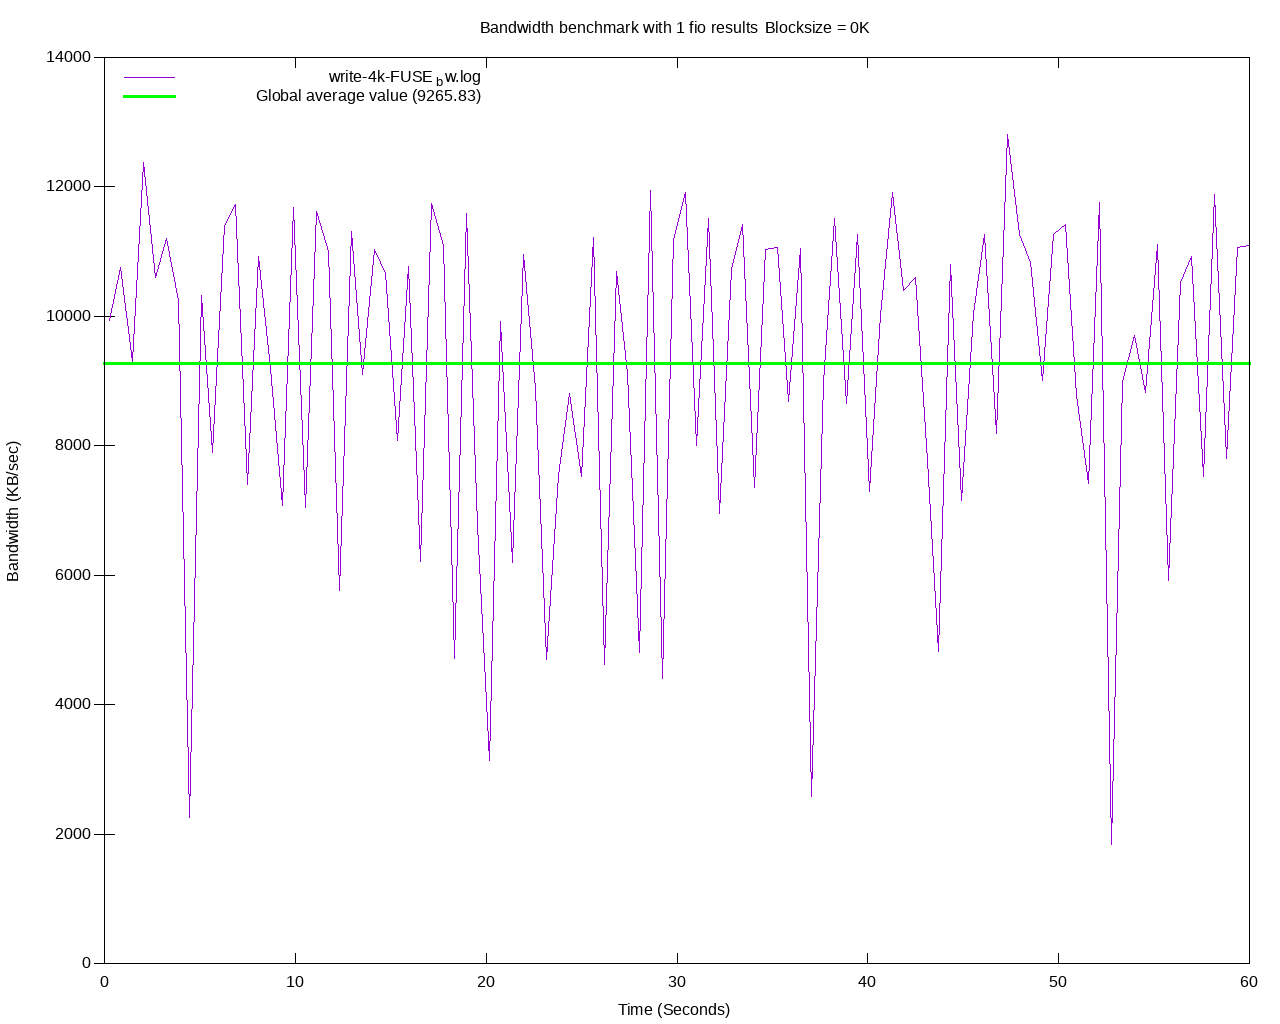 Bandwidth benchmark with 1 fio results Blocksize = 0K
14000
write-4k-FUSE_bw.log
Global average value (9265.83)
12000
10000
8000
6000
4000
2000
0
Bandwidth (KB/sec)
0 10 20 30 40 50 60
Time (Seconds)